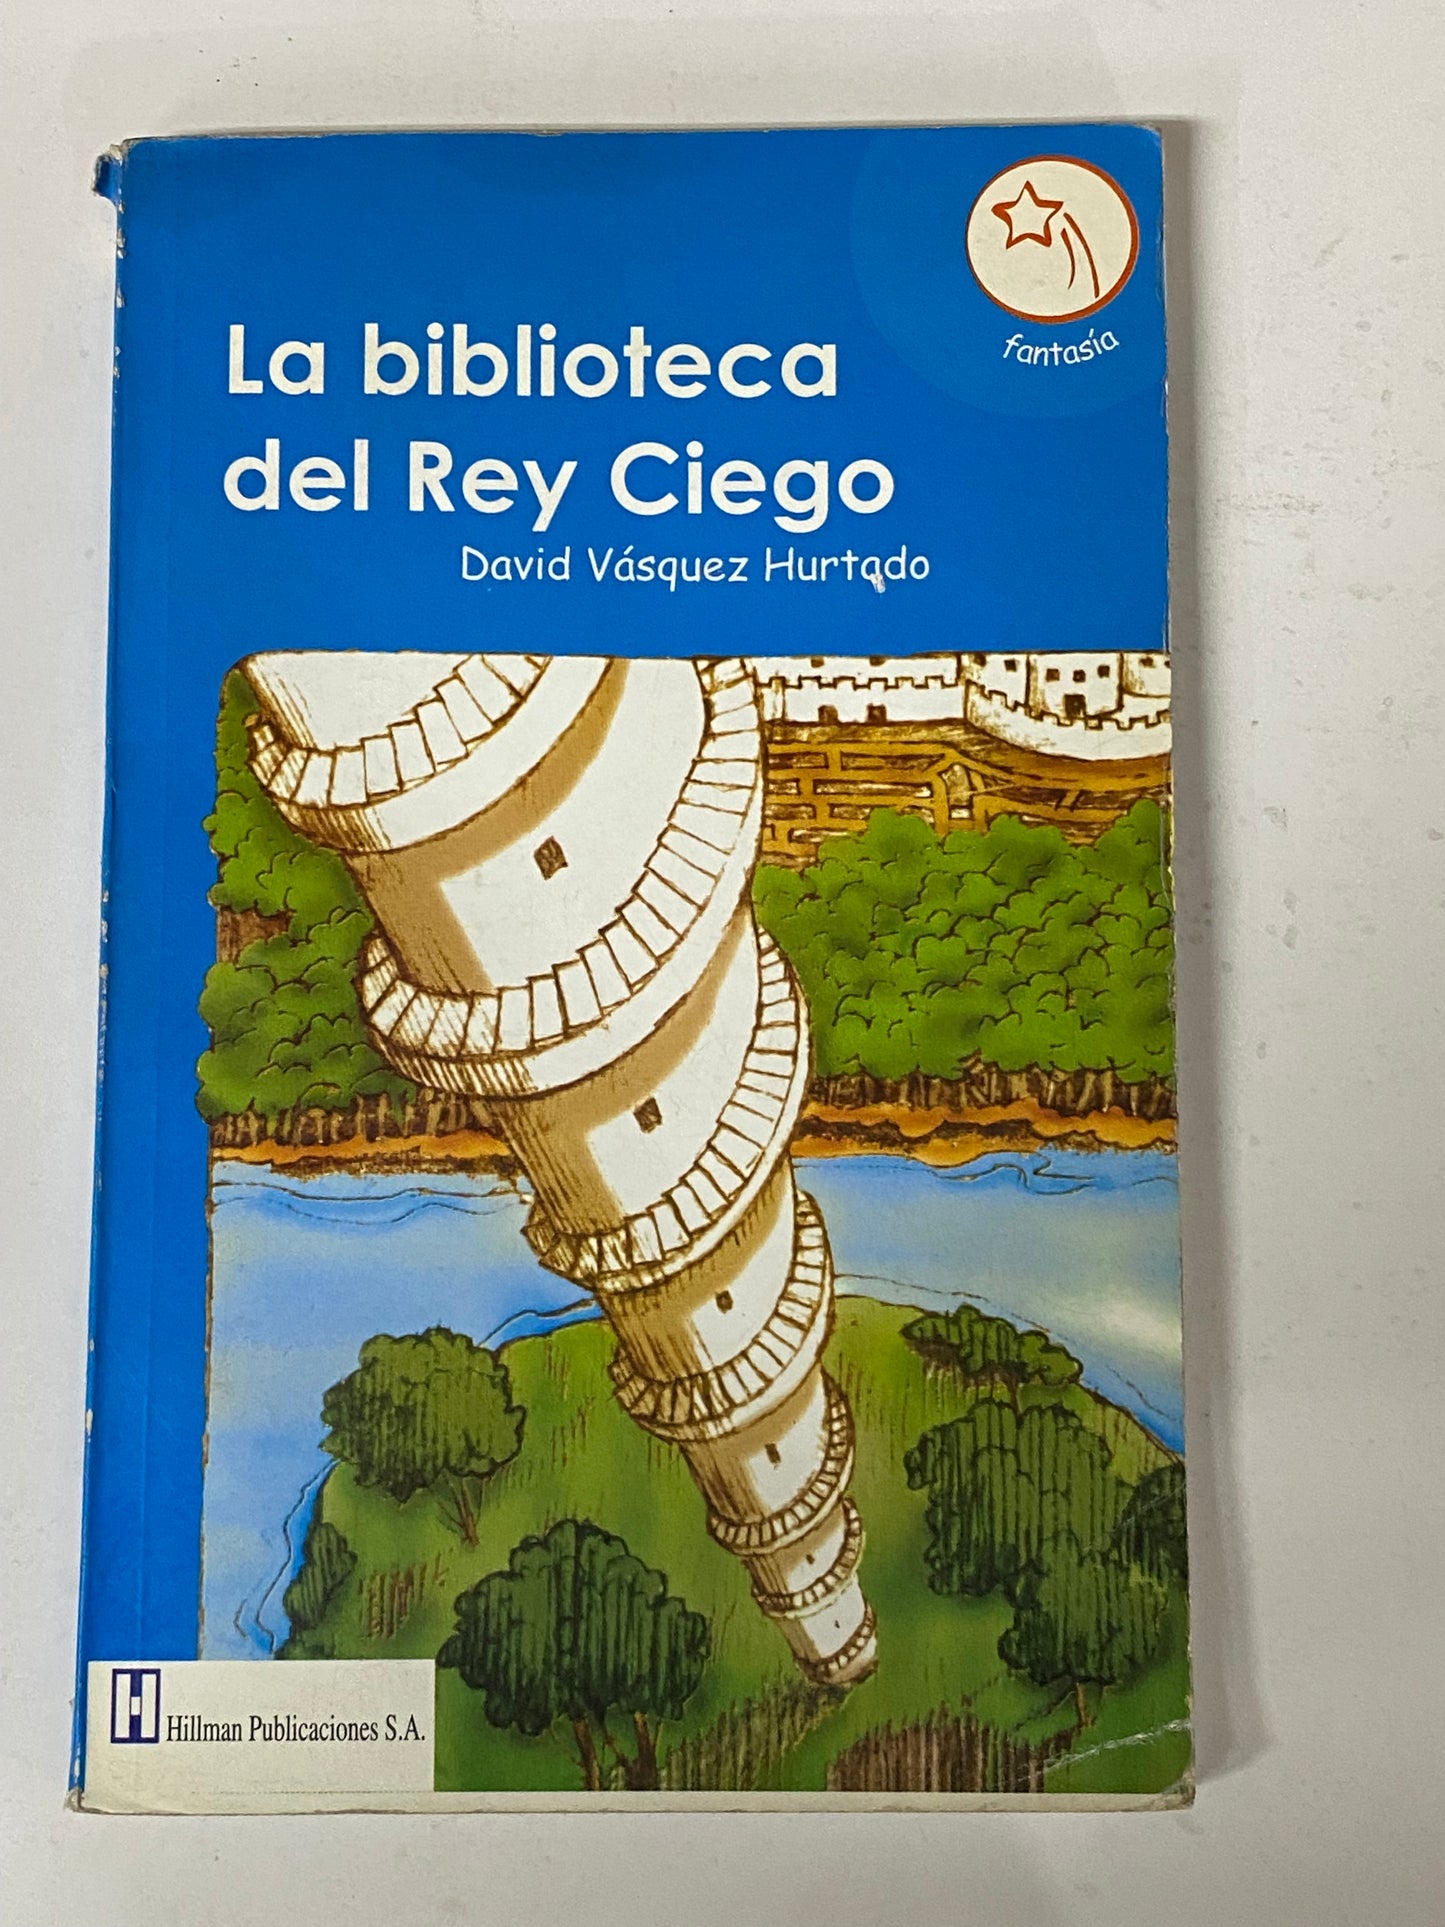 fantasía
La biblioteca
del Rey Ciego
David Vásquez Hurtado
H Hillman Publicaciones S.A.